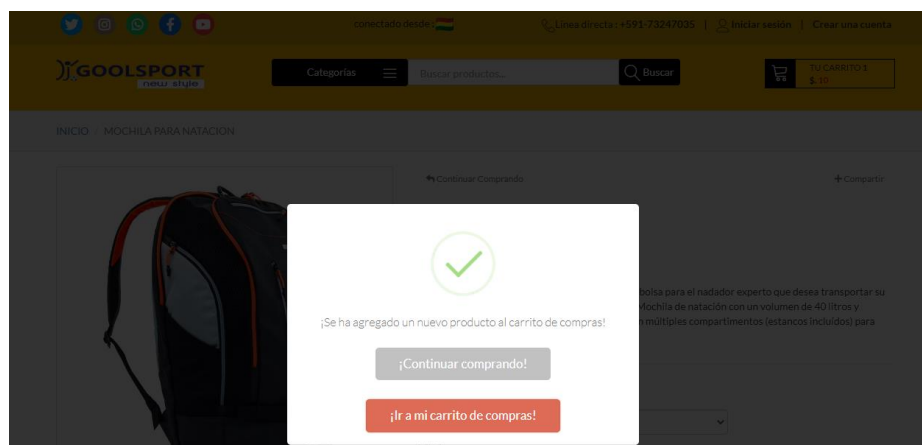 conectado desde :
Linea directa : +591-73247035 | Iniciar sesión | Crear una cuenta
GOOLSPORT
new style
Categorías
Buscar productos...
Buscar
TU CARRITO 1
$. 10
INICIO / MOCHILA PARA NATACION
Continuar Comprando
Compartir
bolsa para el nadador experto que desea transportar su
Mochila de natación con un volumen de 40 litros y
n múltiples compartimentos (estancos incluidos) para
¡Se ha agregado un nuevo producto al carrito de compras!
¡Continuar comprando!
¡Ir a mi carrito de compras!